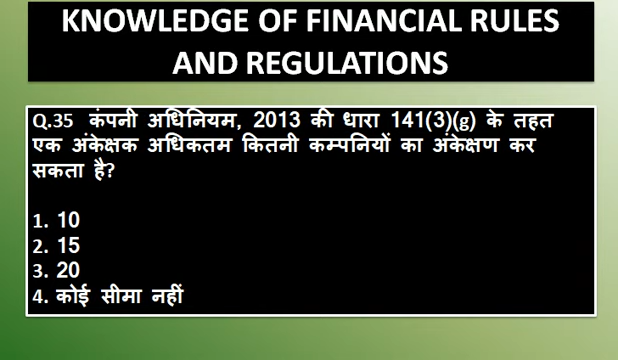 KNOWLEDGE OF FINANCIAL RULES
AND REGULATIONS
Q.35 कंपनी अधिनियम, 2013 की धारा 141(3)(g) के तहत
एक अंकेक्षक अधिकतम कितनी कम्पनियों का अंकेक्षण कर
सकता है?
1. 10
2. 15
3. 20
4. कोई सीमा नहीं